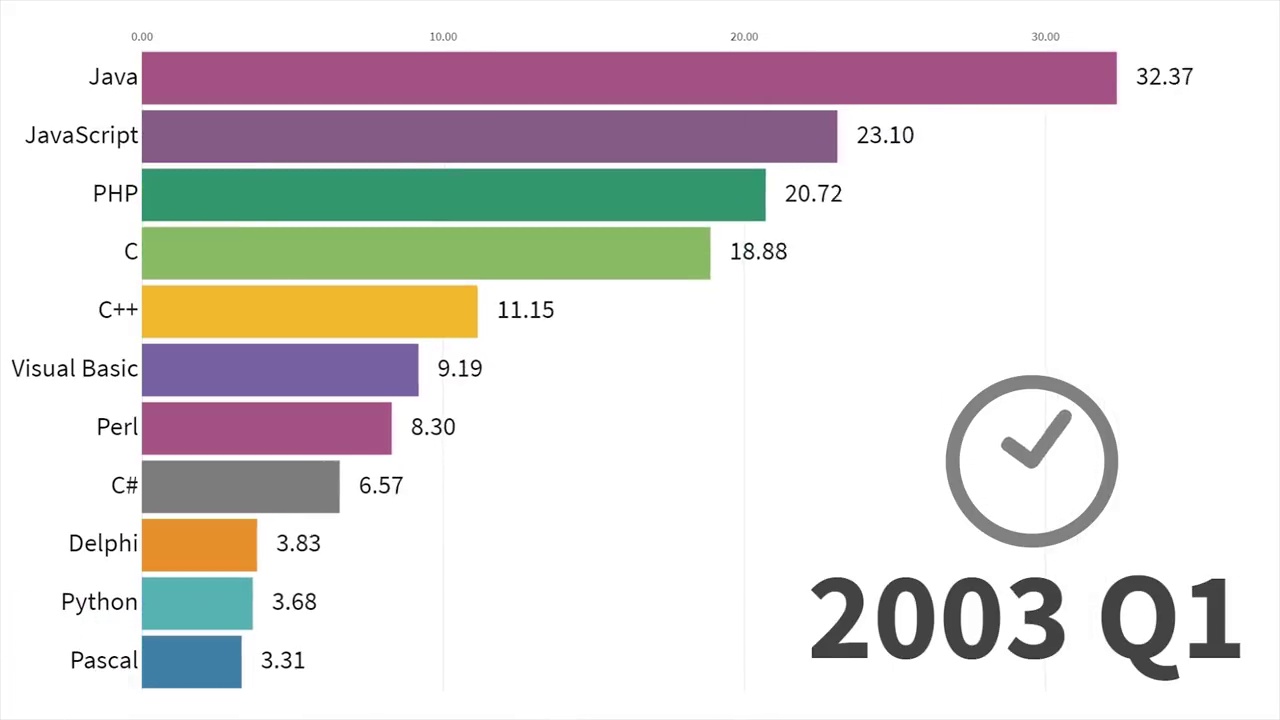 0.00 10.00 20.00 30.00
Java 32.37
JavaScript 23.10
PHP 20.72
C 18.88
C++ 11.15
Visual Basic 9.19
Perl 8.30
C# 6.57
Delphi 3.83
Python 3.68
Pascal 3.31
2003 Q1